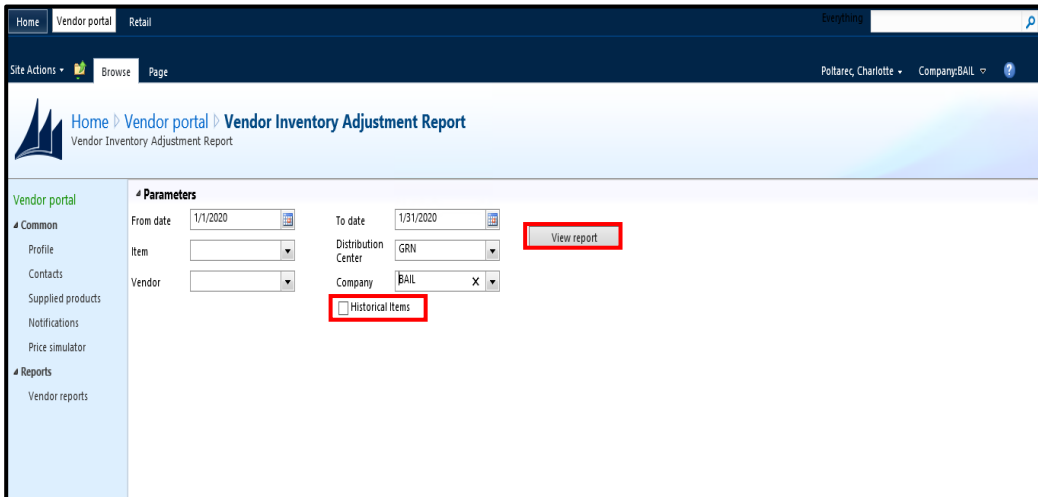 Home Vendor portal Retail Everything
Site Actions Browse Page Poltarec, Charlotte Company:BAIL
Home Vendor portal Vendor Inventory Adjustment Report
Vendor Inventory Adjustment Report
Vendor portal
Common
Profile
Contacts
Supplied products
Notifications
Price simulator
Reports
Vendor reports
Parameters
From date 1/1/2020 To date 1/31/2020
View report
Item Distribution Center GRN
Vendor Company BAIL X
Historical Items